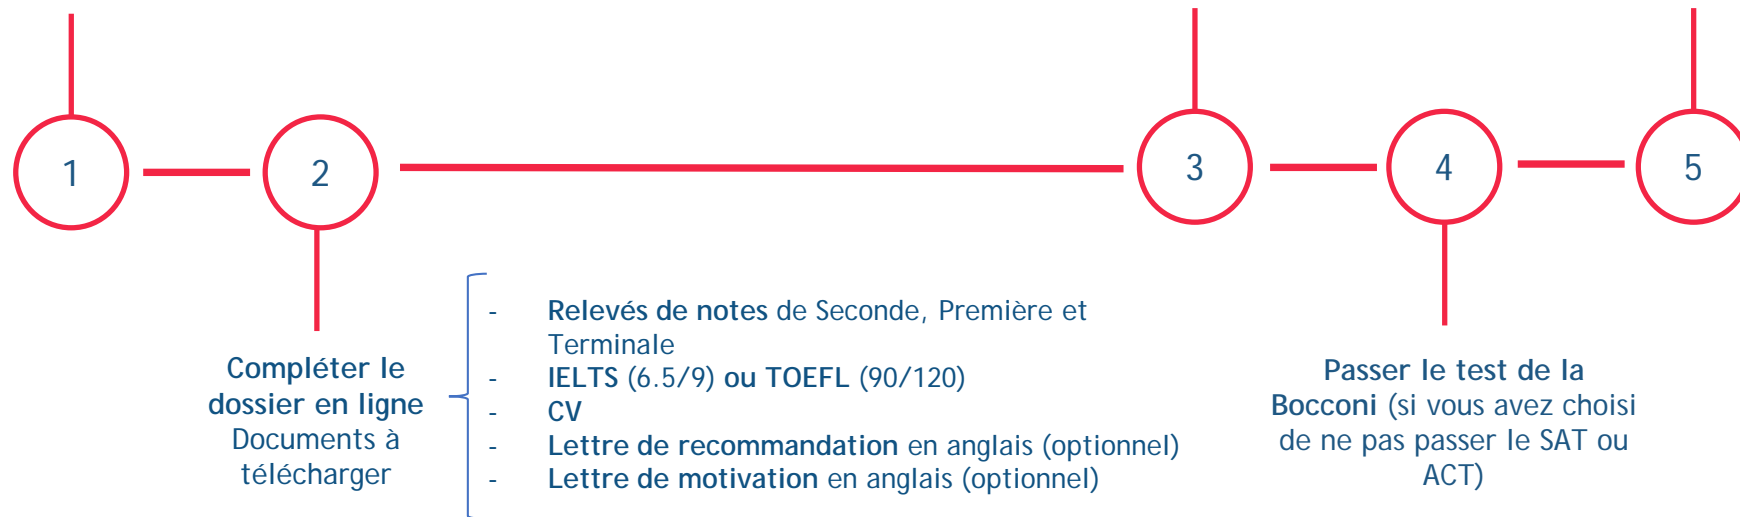 1
2
3
4
5
Compléter le
dossier en ligne
Documents à
télécharger
- Relevés de notes de Seconde, Première et
Terminale
- IELTS (6.5/9) ou TOEFL (90/120)
- CV
- Lettre de recommandation en anglais (optionnel)
- Lettre de motivation en anglais (optionnel)
Passer le test de la
Bocconi (si vous avez choisi
de ne pas passer le SAT ou
ACT)